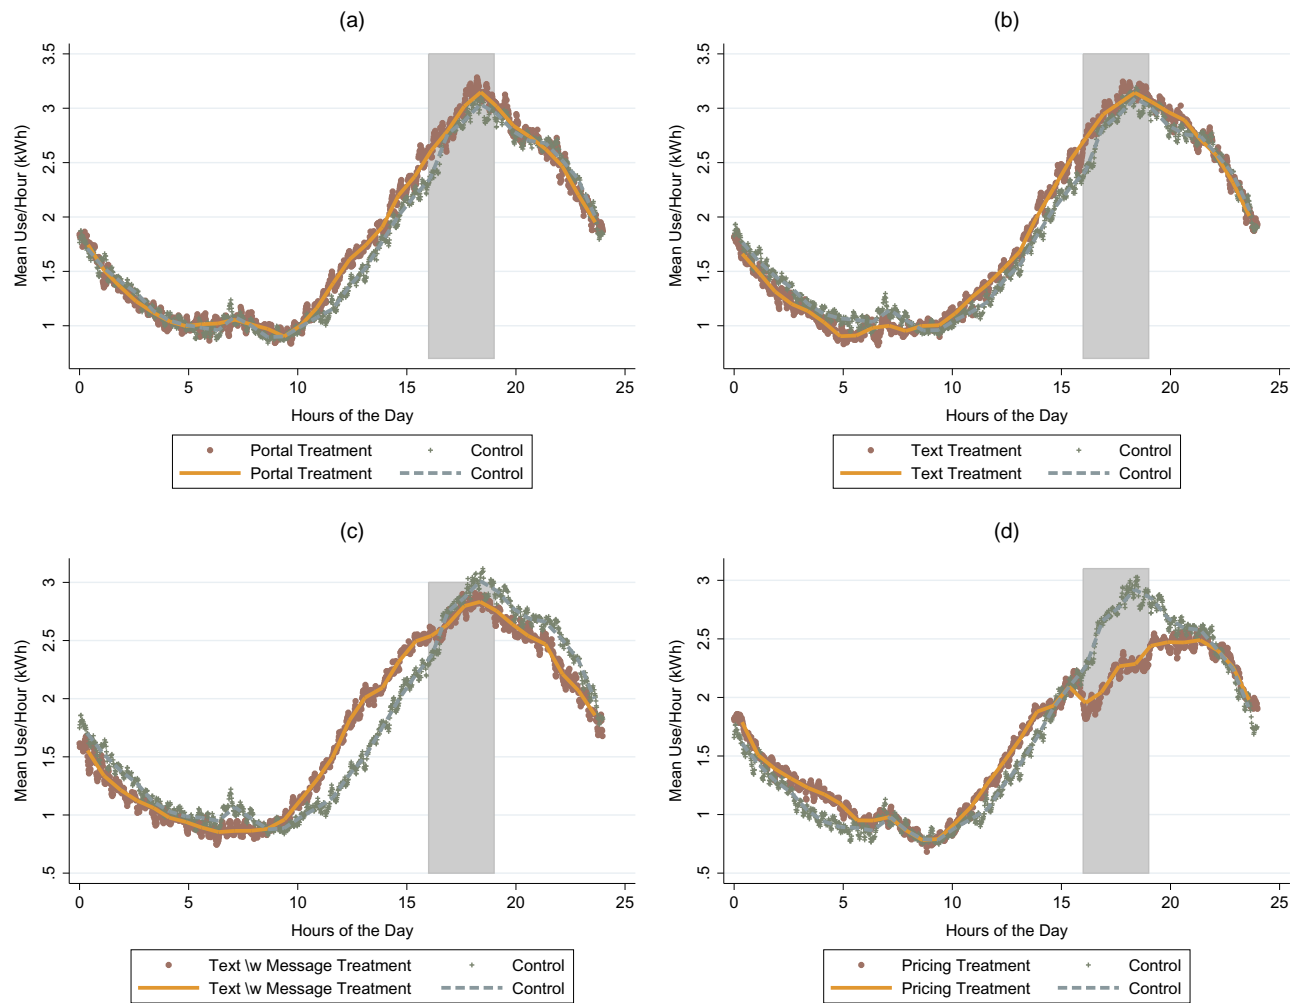 (a)
Mean Use/Hour (kWh)
3.5
3
2.5
2
1.5
1
0 5 10 15 20 25
Hours of the Day
Portal Treatment Control
Portal Treatment Control
(b)
Mean Use/Hour (kWh)
3.5
3
2.5
2
1.5
1
0 5 10 15 20 25
Hours of the Day
Text Treatment Control
Text Treatment Control
(c)
Mean Use/Hour (kWh)
3
2.5
2
1.5
1
.5
0 5 10 15 20 25
Hours of the Day
Text \w Message Treatment Control
Text \w Message Treatment Control
(d)
Mean Use/Hour (kWh)
3
2.5
2
1.5
1
.5
0 5 10 15 20 25
Hours of the Day
Pricing Treatment Control
Pricing Treatment Control